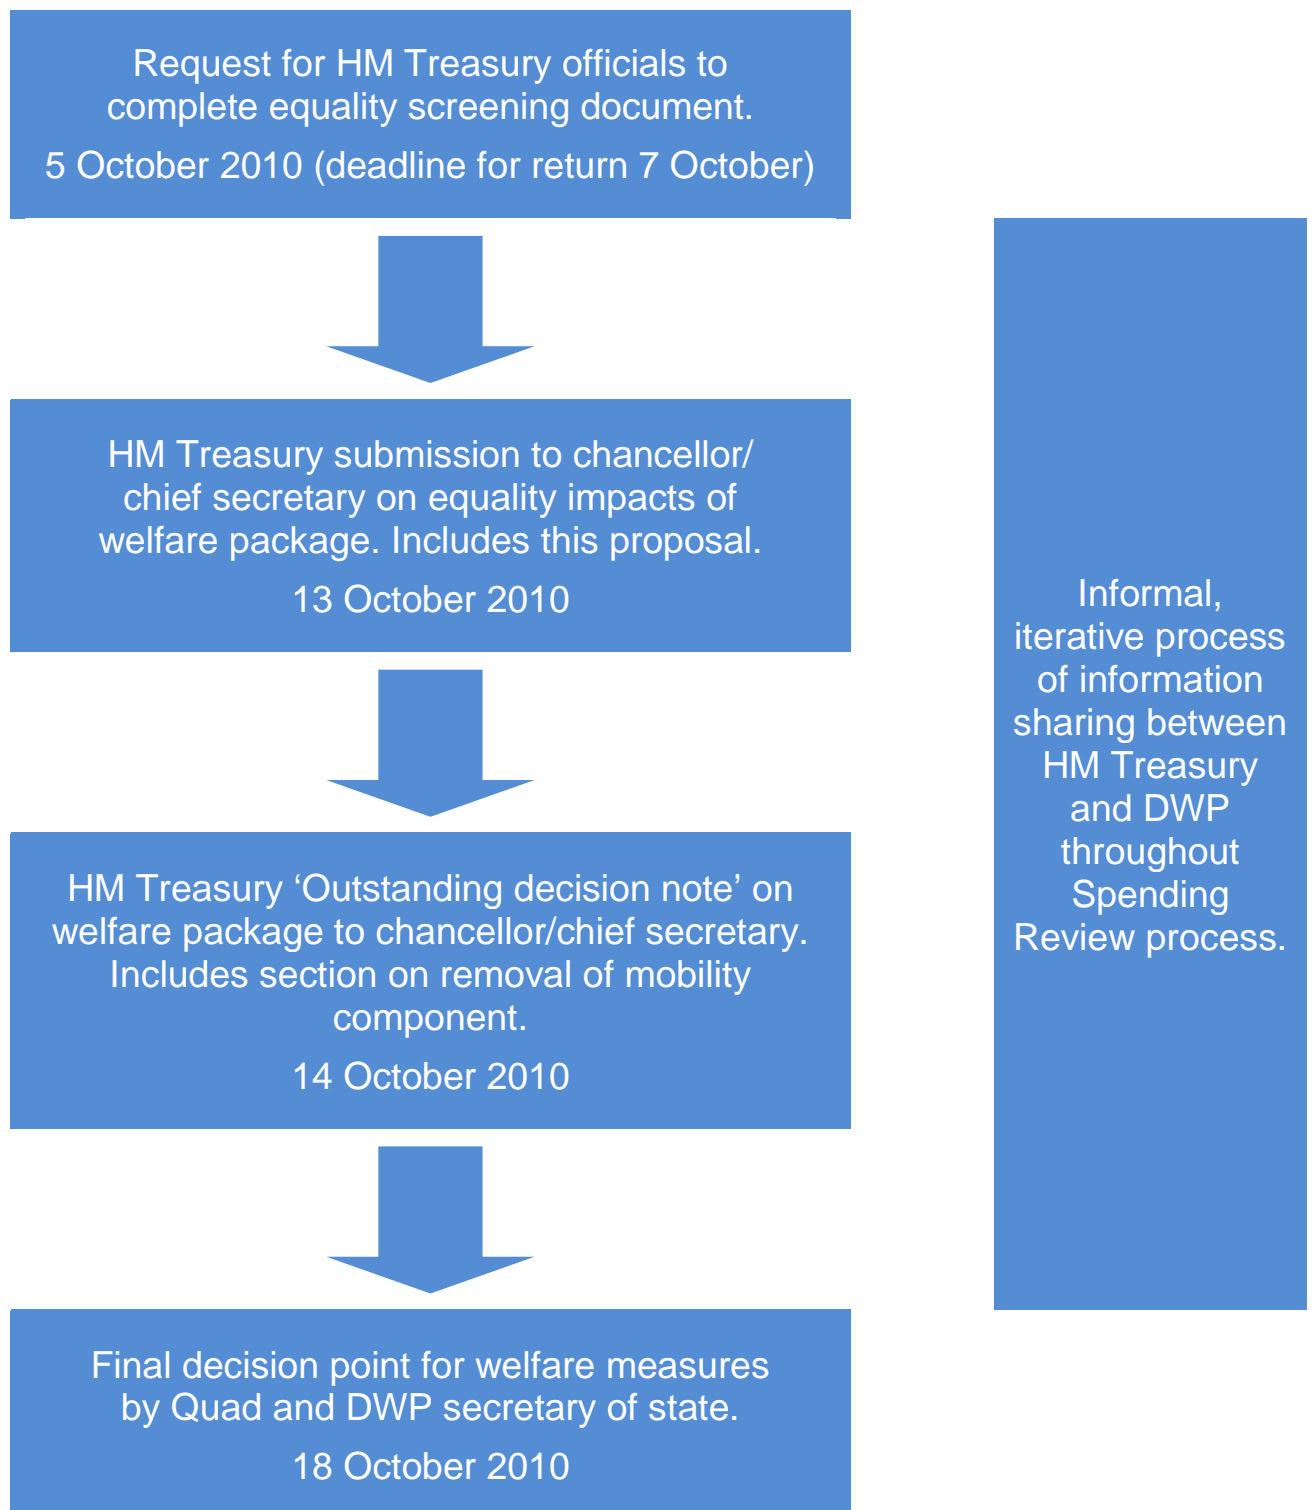 Request for HM Treasury officials to
complete equality screening document.
5 October 2010 (deadline for return 7 October)
HM Treasury submission to chancellor/
chief secretary on equality impacts of
welfare package. Includes this proposal.
13 October 2010
HM Treasury ‘Outstanding decision note’ on
welfare package to chancellor/chief secretary.
Includes section on removal of mobility
component.
14 October 2010
Final decision point for welfare measures
by Quad and DWP secretary of state.
18 October 2010
Informal,
iterative process
of information
sharing between
HM Treasury
and DWP
throughout
Spending
Review process.